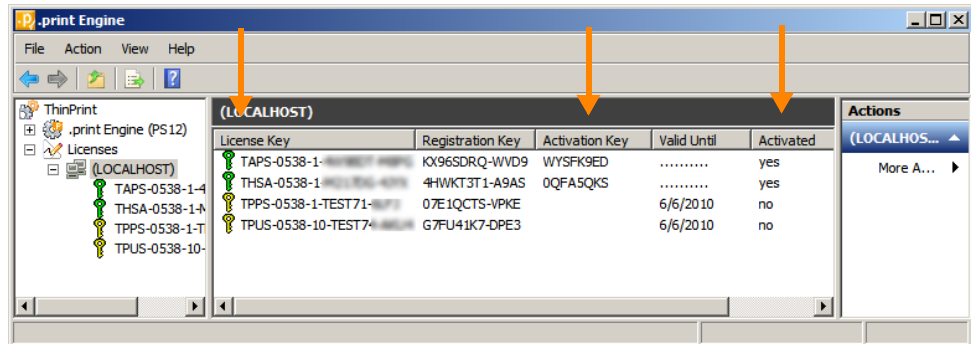 .print Engine
File Action View Help
ThinPrint
.print Engine (PS12)
Licenses
(LOCALHOST)
TAPS-0538-1-4
THSA-0538-1-N
TPPS-0538-1-T
TPUS-0538-10-
(LOCALHOST)
License Key Registration Key Activation Key Valid Until Activated
TAPS-0538-1- KX96SDRQ-WVD9 WYSFK9ED .......... yes
THSA-0538-1- 4HWKT3T1-A9AS 0QFA5QKS .......... yes
TPPS-0538-1-TEST71- 07E1QCTS-VPKE 6/6/2010 no
TPUS-0538-10-TEST7 G7FU41K7-DPE3 6/6/2010 no
Actions
(LOCALHOS...
More A...